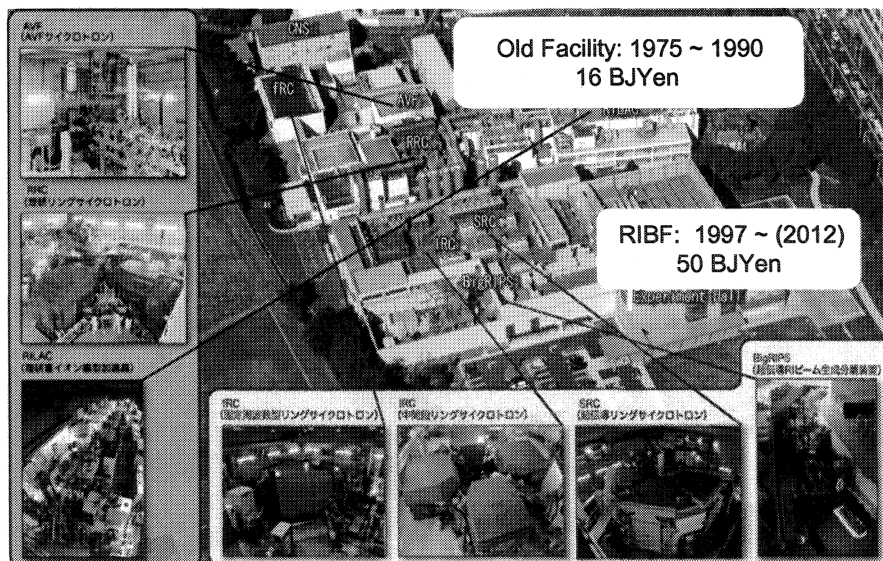 AVF
(AVFサイクロトロン)
RRC
(理研リングサイクロトロン)
RILAC
(理研重イオン線型加速器)
CNS
fRC
AVF
RRC
SRC
IRC
BigRIPS
Experiment Hall
Old Facility: 1975 ~ 1990
16 BJYen
RILAC
RIBF: 1997 ~ (2012)
50 BJYen
fRC
(固定周波数型リングサイクロトロン)
IRC
(中間段リングサイクロトロン)
SRC
(超伝導リングサイクロトロン)
BigRIPS
(超伝導RIビーム生成分離装置)